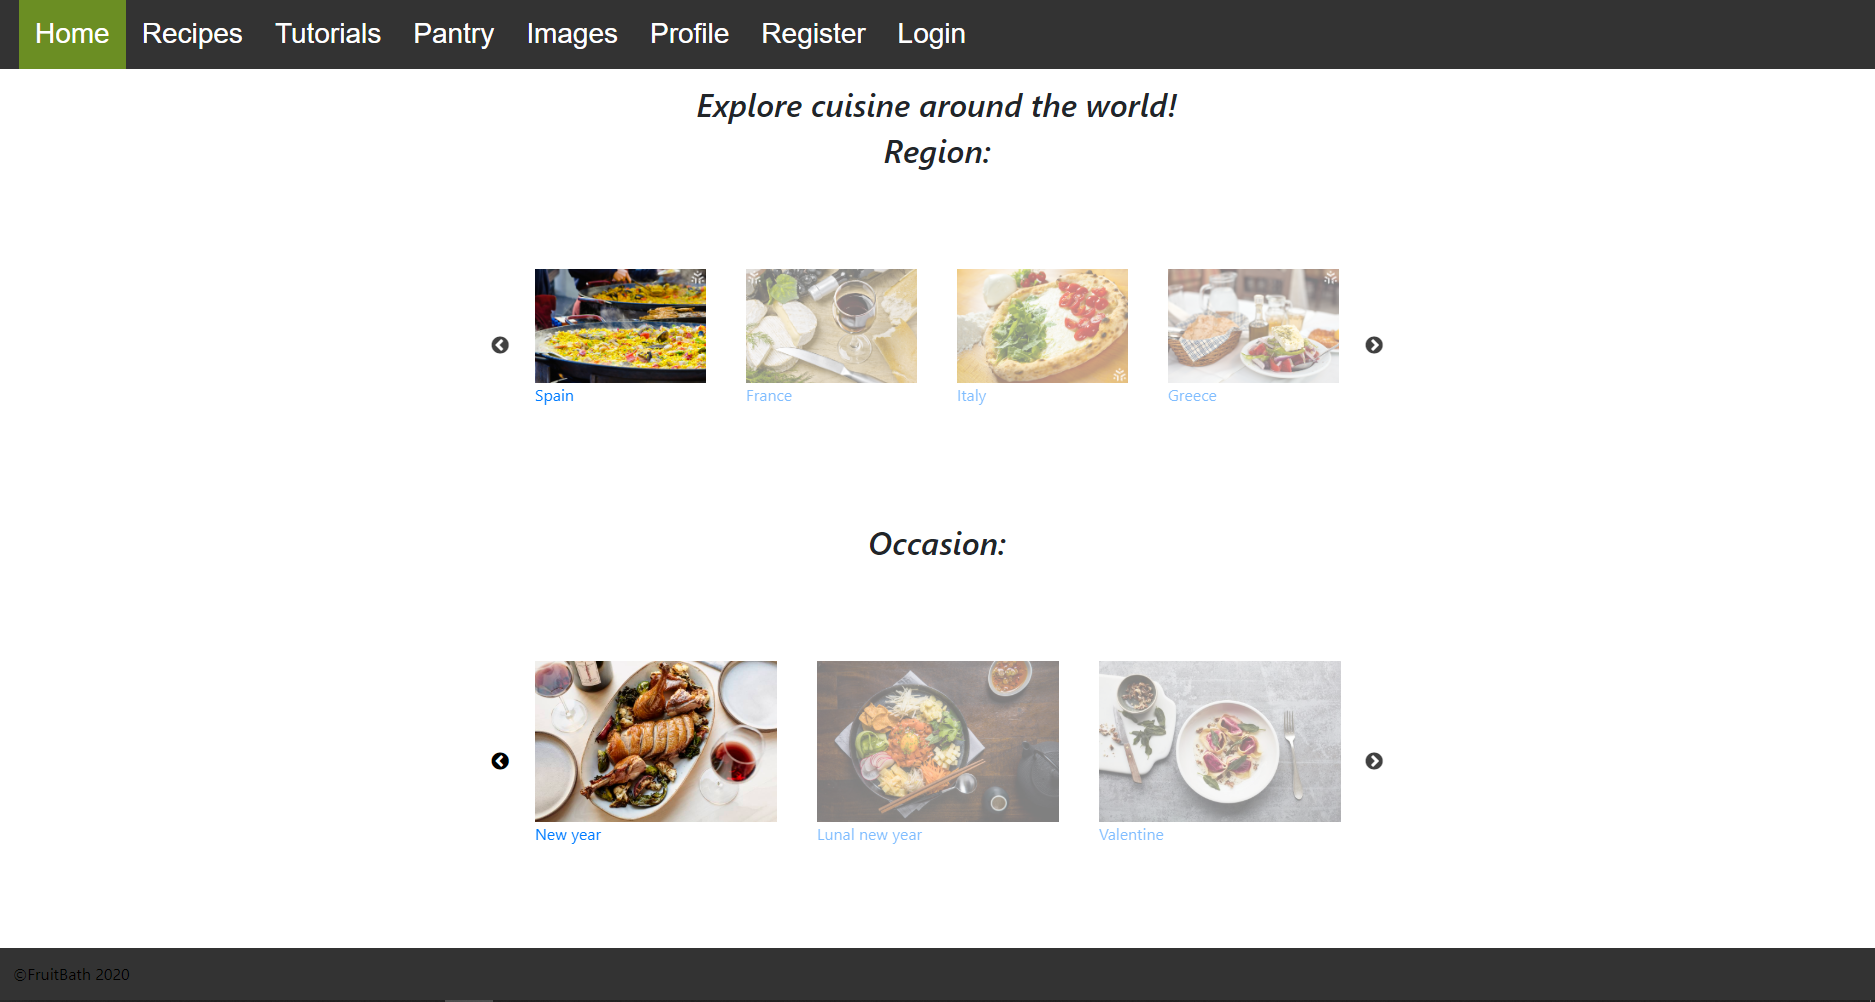 Home Recipes Tutorials Pantry Images Profile Register Login
Explore cuisine around the world!
Region:
Spain France Italy Greece
Occasion:
New year Lunal new year Valentine
©FruitBath 2020